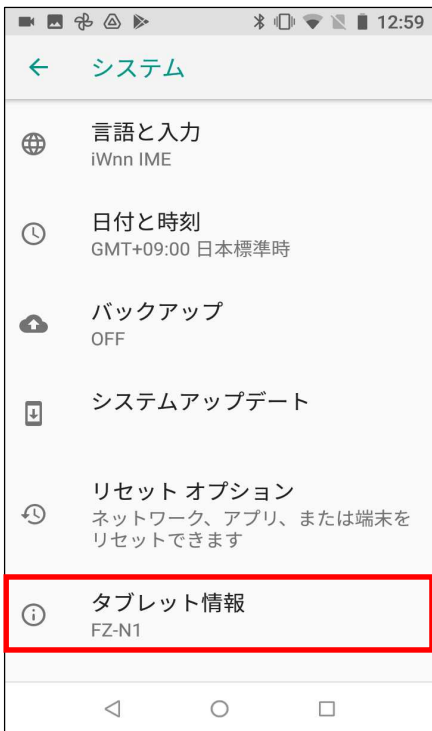 12:59
システム
言語と入力
iWnn IME
日付と時刻
GMT+09:00 日本標準時
バックアップ
OFF
システムアップデート
リセット オプション
ネットワーク、アプリ、または端末を
リセットできます
タブレット情報
FZ-N1